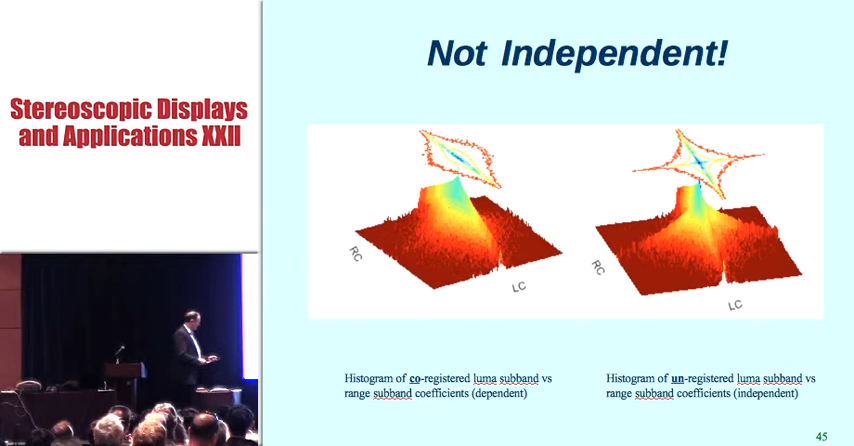 Stereoscopic Displays
and Applications XXII
Not Independent!
RC
LC
RC
LC
Histogram of co-registered luma subband vs
range subband coefficients (dependent)
Histogram of un-registered luma subband vs
range subband coefficients (independent)
45